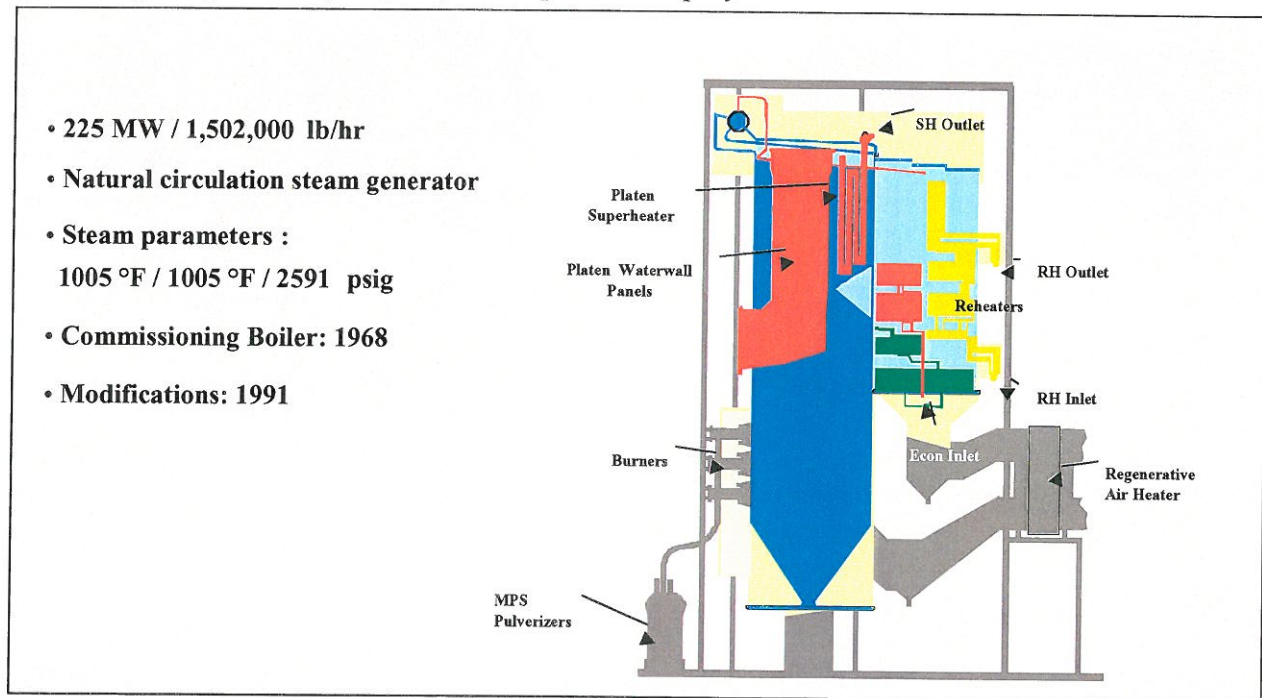 • 225 MW / 1,502,000 lb/hr
• Natural circulation steam generator
• Steam parameters :
1005 °F / 1005 °F / 2591 psig
• Commissioning Boiler: 1968
• Modifications: 1991
SH Outlet
Platen
Superheater
Platen Waterwall
Panels
RH Outlet
Reheaters
RH Inlet
Burners
Econ Inlet
Regenerative
Air Heater
MPS
Pulverizers